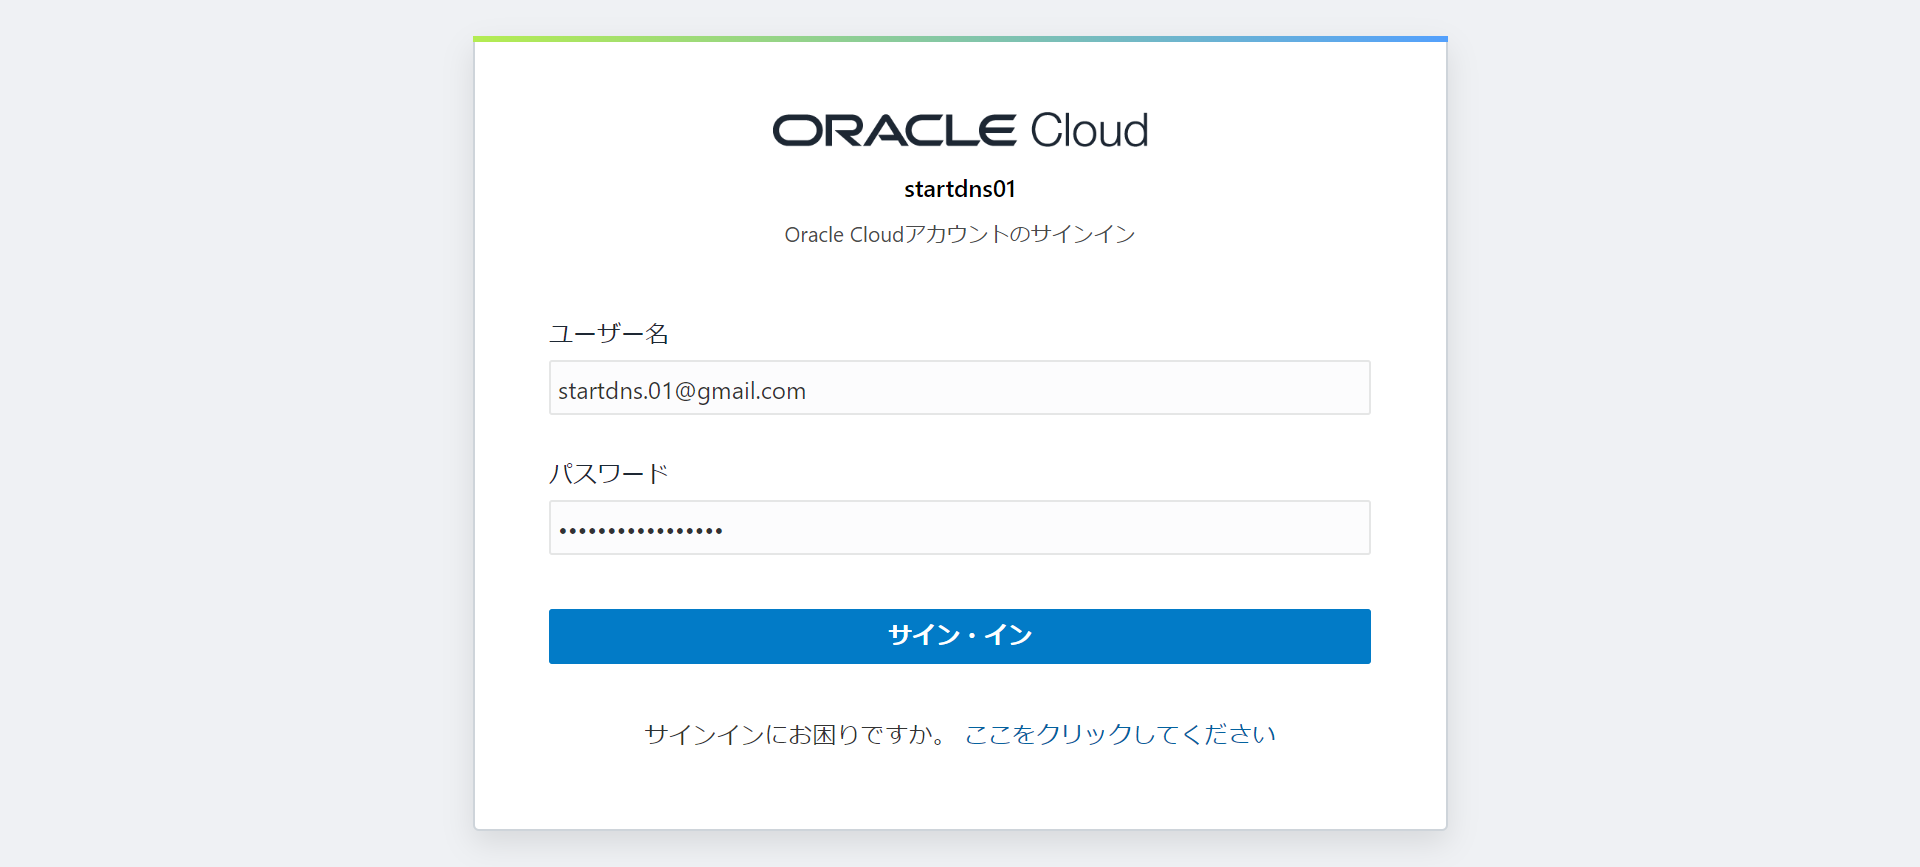 ORACLE Cloud
startdns01
Oracle Cloudアカウントのサインイン
ユーザー名
startdns.01@gmail.com
パスワード
•••••••••••••••••
サイン・イン
サインインにお困りですか。 ここをクリックしてください